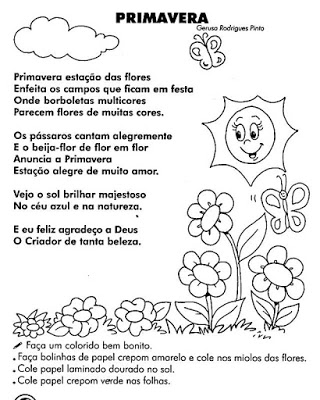 PRIMAVERA
Gerusa Rodrigues Pinto
Primavera estação das flores
Enfeita os campos que ficam em festa
Onde borboletas multicores
Parecem flores de muitas cores.
Os pássaros cantam alegremente
E o beija-flor de flor em flor
Anuncia a Primavera
Estação alegre de muito amor.
Vejo o sol brilhar majestoso
No céu azul e na natureza.
E eu feliz agradeço a Deus
O Criador de tanta beleza.
Faça um colorido bem bonito.
.Faça bolinhas de papel crepom amarelo e cole nos miolos das flores.
.Cole papel laminado dourado no sol.
.Cole papel crepom verde nas folhas.